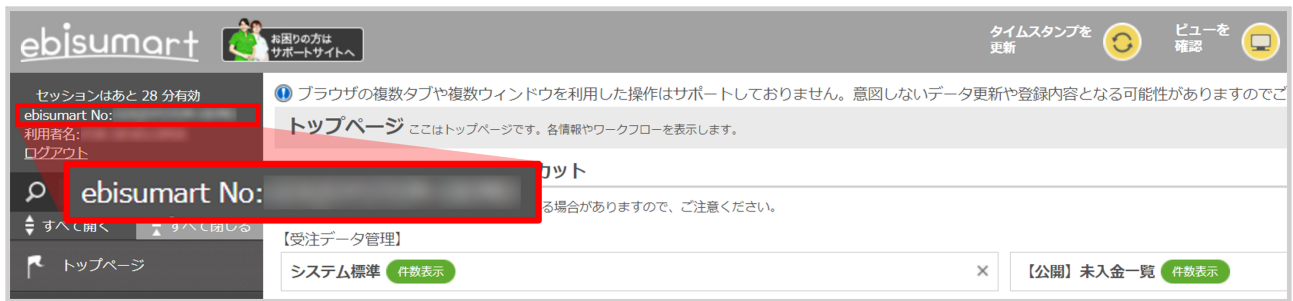 ebisumart
お困りの方は
サポートサイトへ
タイムスタンプを
更新
ビューを
確認
セッションはあと 28 分有効
ebisumart No:
利用者名:
ログアウト
ブラウザの複数タブや複数ウィンドウを利用した操作はサポートしておりません。意図しないデータ更新や登録内容となる可能性がありますのでご
トップページ ここはトップページです。各情報やワークフローを表示します。
カット
ebisumart No:
る場合がありますので、ご注意ください。
すべて開く すべて閉じる
【受注データ管理】
トップページ
システム標準 件数表示 ×
【公開】未入金一覧 件数表示